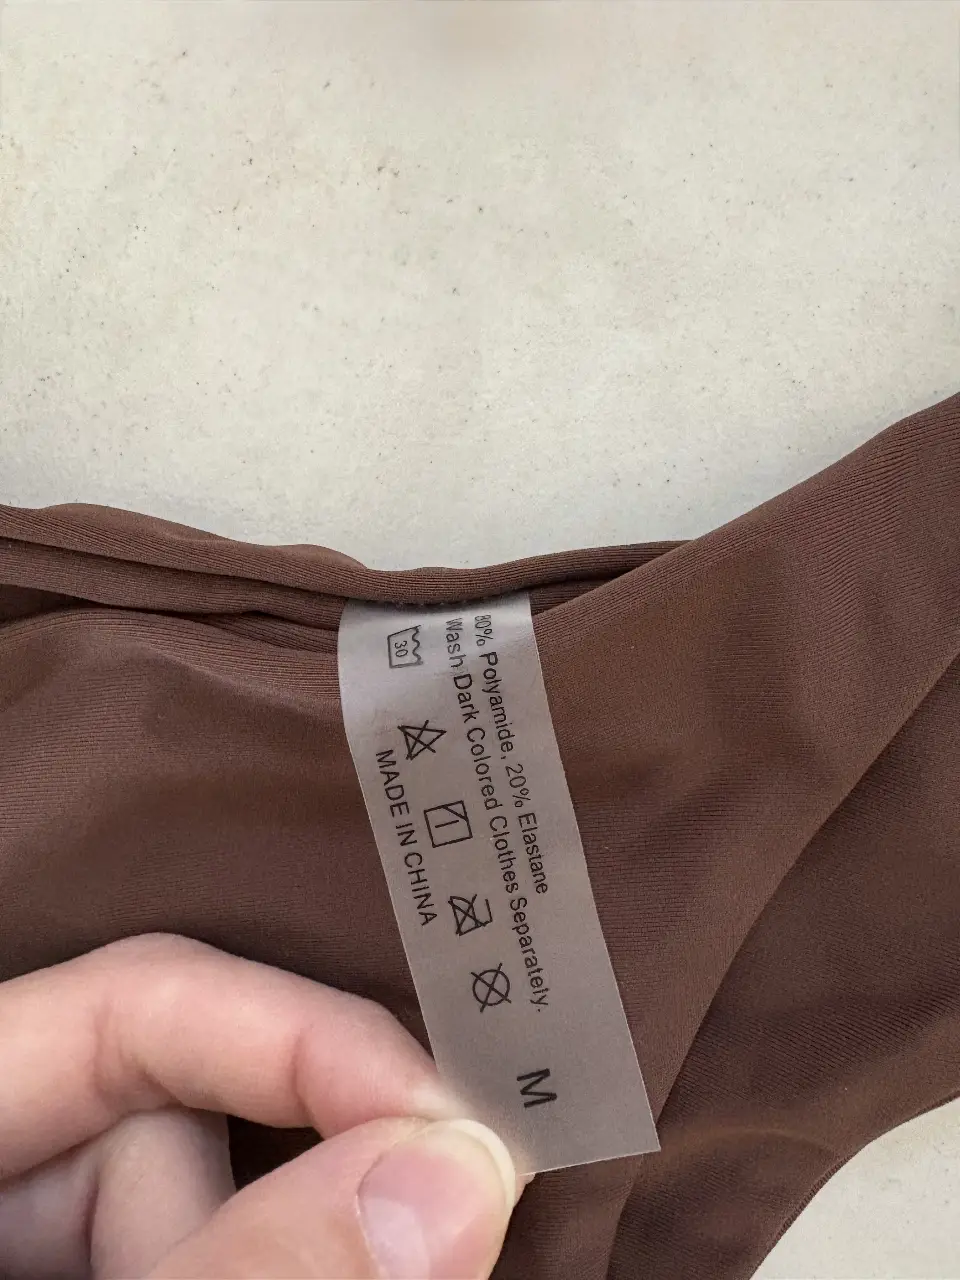 80% Polyamide, 20% Elastane
Wash Dark Colored Clothes Separately.
30
MADE IN CHINA
M